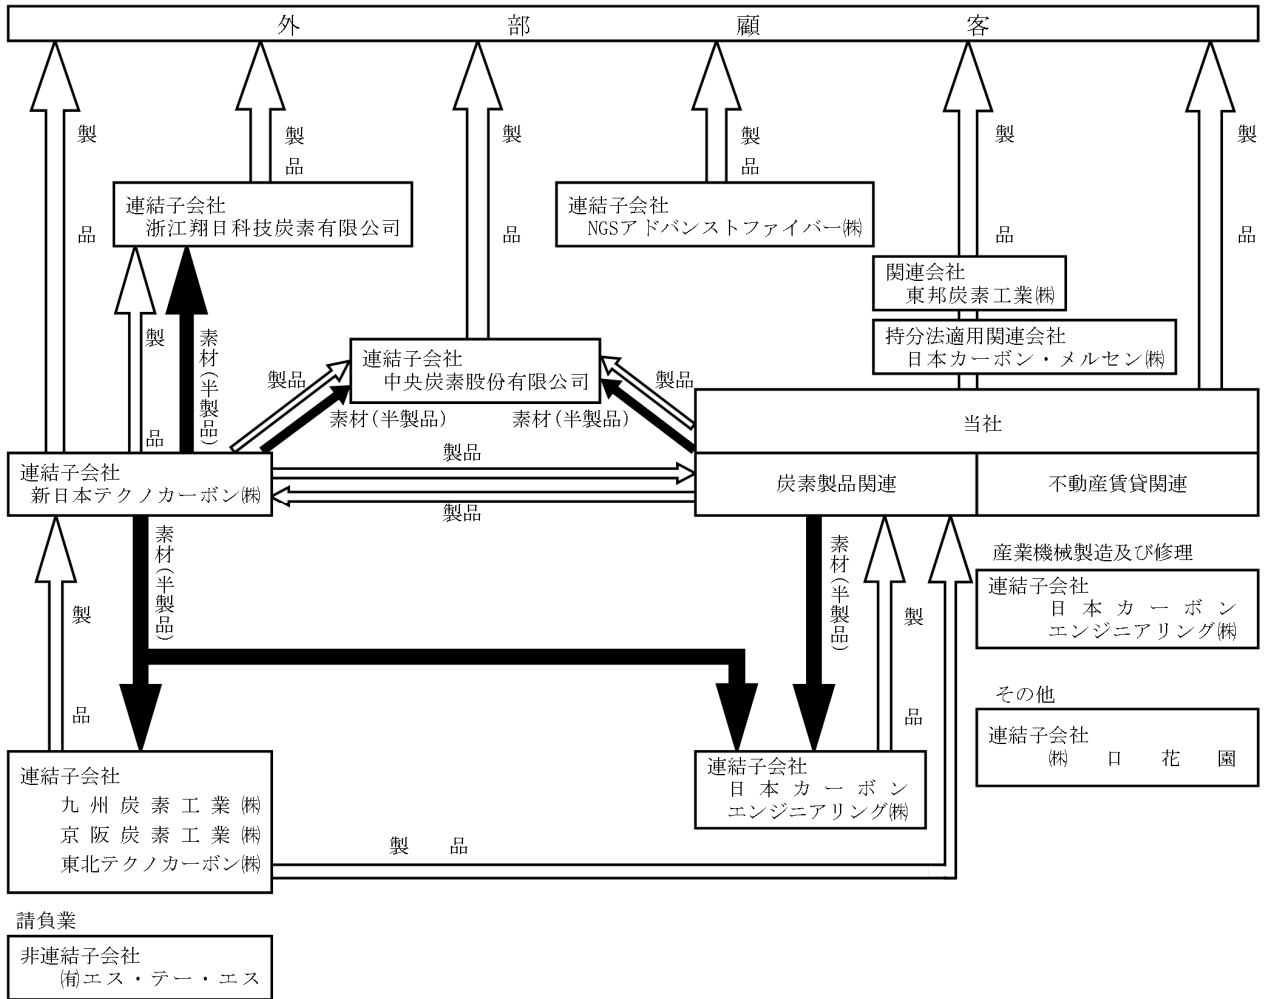 外部顧客
製品
製品
製品
製品
製品
製品
連結子会社
浙江翔日科技炭素有限公司
連結子会社
NGSアドバンストファイバー㈱
関連会社
東邦炭素工業㈱
持分法適用関連会社
日本カーボン・メルセン㈱
製品
素材(半製品)
連結子会社
中央炭素股份有限公司
製品
素材(半製品)
製品
素材(半製品)
当社
炭素製品関連
不動産賃貸関連
連結子会社
新日本テクノカーボン㈱
製品
製品
素材(半製品)
製品
素材(半製品)
製品
産業機械製造及び修理
連結子会社
日本カーボン
エンジニアリング㈱
その他
連結子会社
㈱口花園
連結子会社
九州炭素工業㈱
京阪炭素工業㈱
東北テクノカーボン㈱
連結子会社
日本カーボン
エンジニアリング㈱
製品
請負業
非連結子会社
㈲エス・テー・エス